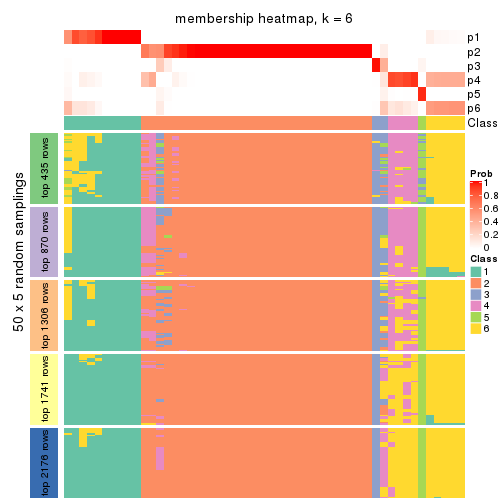 membership heatmap, k = 6
p1
p2
p3
p4
p5
p6
Class
50 x 5 random samplings
top 435 rows
top 870 rows
top 1306 rows
top 1741 rows
top 2176 rows
Prob
1
0.8
0.6
0.4
0.2
0
Class
1
2
3
4
5
6